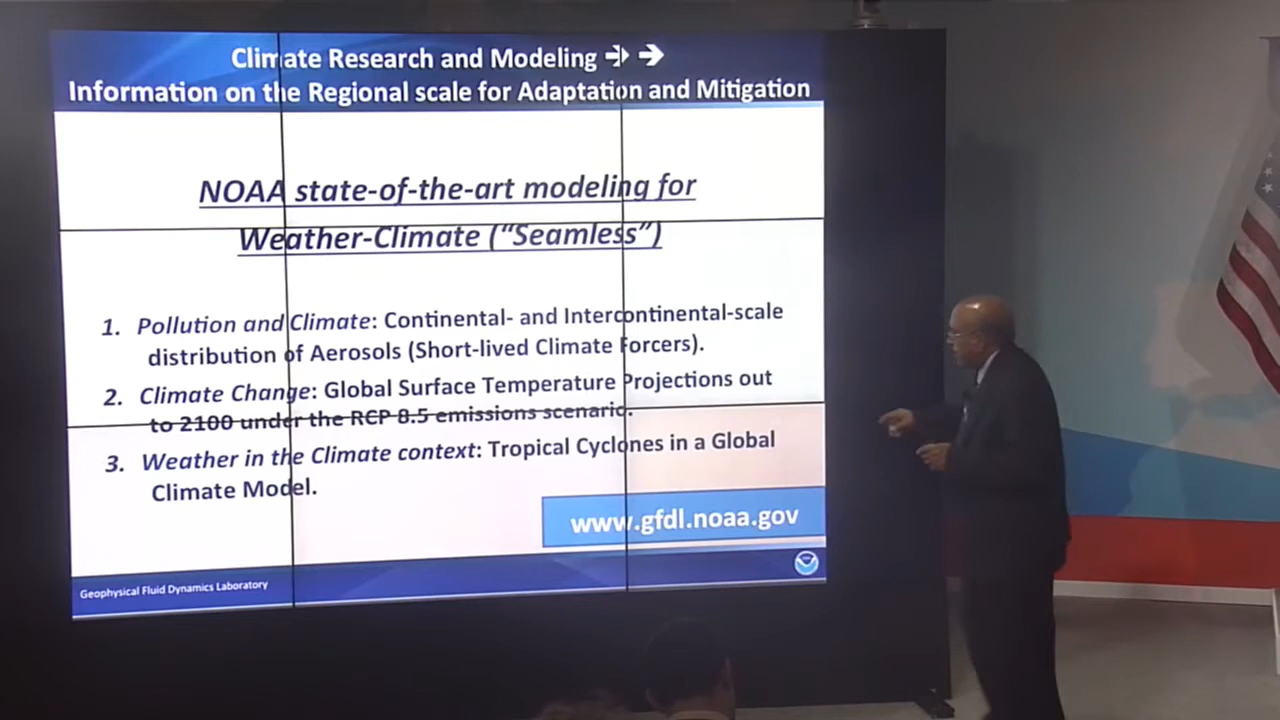 Climate Research and Modeling →→
Information on the Regional scale for Adaptation and Mitigation
NOAA state-of-the-art modeling for
Weather-Climate (“Seamless”)
1. Pollution and Climate: Continental- and Intercontinental-scale
distribution of Aerosols (Short-lived Climate Forcers).
2. Climate Change: Global Surface Temperature Projections out
to 2100 under the RCP 8.5 emissions scenario.
3. Weather in the Climate context: Tropical Cyclones in a Global
Climate Model.
www.gfdl.noaa.gov
Geophysical Fluid Dynamics Laboratory